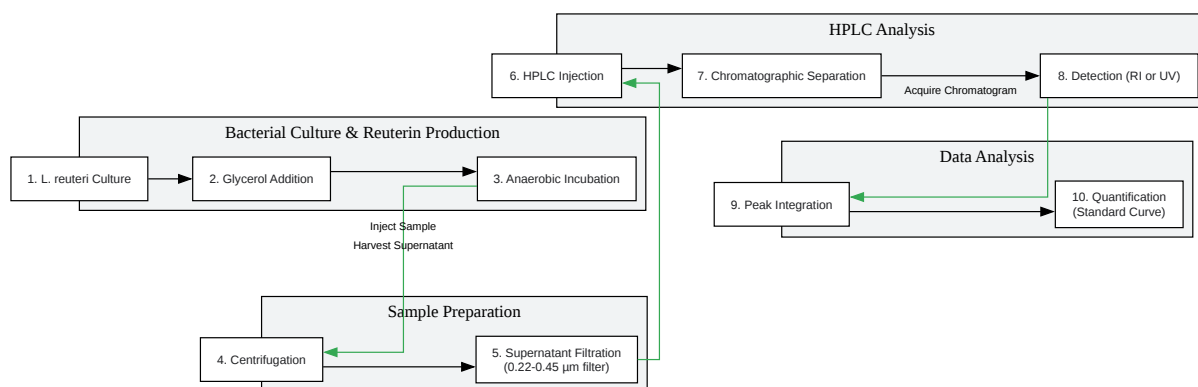 HPLC Analysis
6. HPLC Injection
7. Chromatographic Separation
8. Detection (RI or UV)
Acquire Chromatogram
Bacterial Culture & Reuterin Production
1. L. reuteri Culture
2. Glycerol Addition
3. Anaerobic Incubation
Inject Sample
Harvest Supernatant
Data Analysis
9. Peak Integration
10. Quantification
(Standard Curve)
Sample Preparation
4. Centrifugation
5. Supernatant Filtration
(0.22-0.45 µm filter)